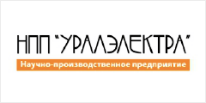 НПП "УРАЛЭЛЕКТРА"
Научно-производственное предприятие